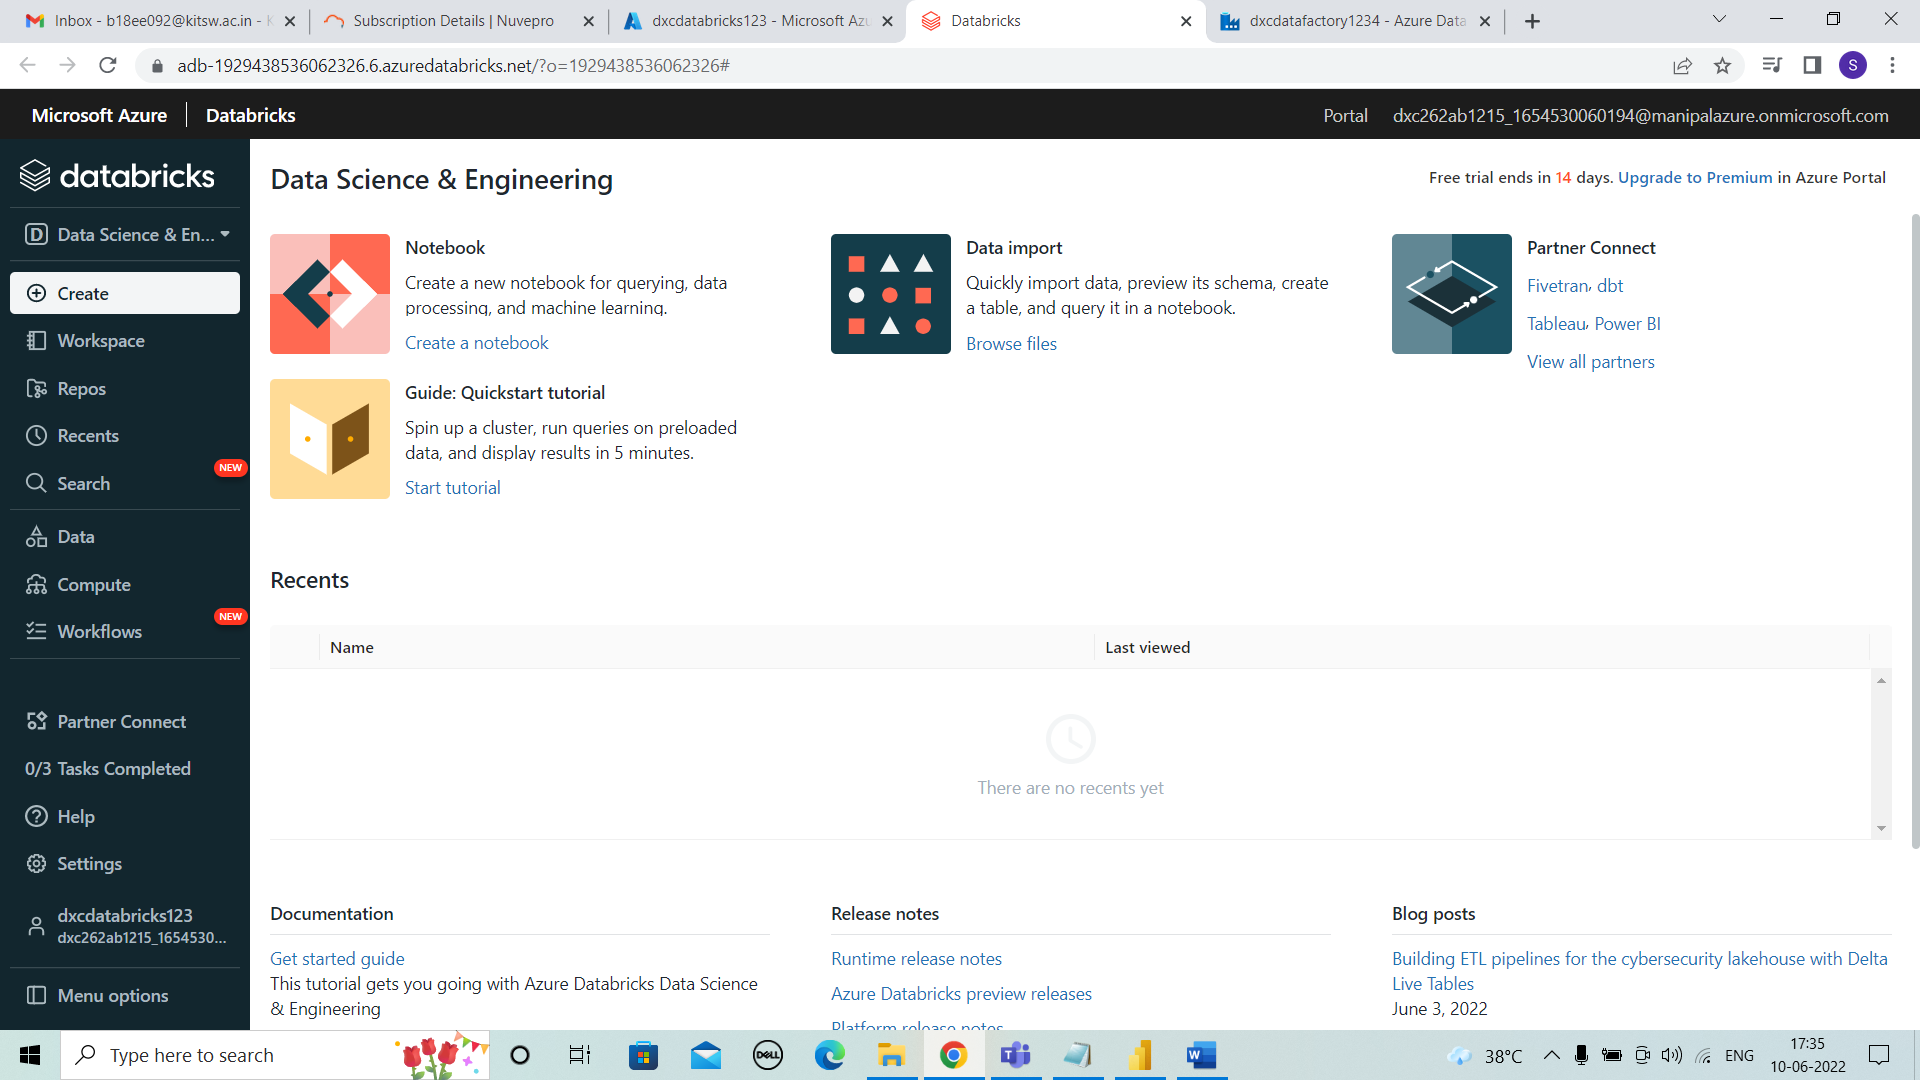 Inbox - b18ee092@kitsw.ac.in - K
Subscription Details | Nuvepro
dxcdatabricks123 - Microsoft Azu
Databricks
dxcdatafactory1234 - Azure Data
adb-1929438536062326.6.azuredatabricks.net/?o=1929438536062326#
S
Microsoft Azure
Databricks
Portal
dxc262ab1215_1654530060194@manipalazure.onmicrosoft.com
databricks
D
Data Science & En...
Create
Workspace
Repos
Recents
NEW
Search
Data
Compute
NEW
Workflows
Partner Connect
0/3 Tasks Completed
Help
Settings
dxcdatabricks123
dxc262ab1215_1654530...
Menu options
Data Science & Engineering
Free trial ends in 14 days. Upgrade to Premium in Azure Portal
Notebook
Create a new notebook for querying, data
processing, and machine learning.
Create a notebook
Data import
Quickly import data, preview its schema, create
a table, and query it in a notebook.
Browse files
Partner Connect
Fivetran, dbt
Tableau, Power BI
View all partners
Guide: Quickstart tutorial
Spin up a cluster, run queries on preloaded
data, and display results in 5 minutes.
Start tutorial
Recents
Name
Last viewed
There are no recents yet
Documentation
Get started guide
This tutorial gets you going with Azure Databricks Data Science
& Engineering
Release notes
Runtime release notes
Azure Databricks preview releases
Platform release notes
Blog posts
Building ETL pipelines for the cybersecurity lakehouse with Delta
Live Tables
June 3, 2022
Type here to search
DELL
W
38°C
ENG
17:35
10-06-2022